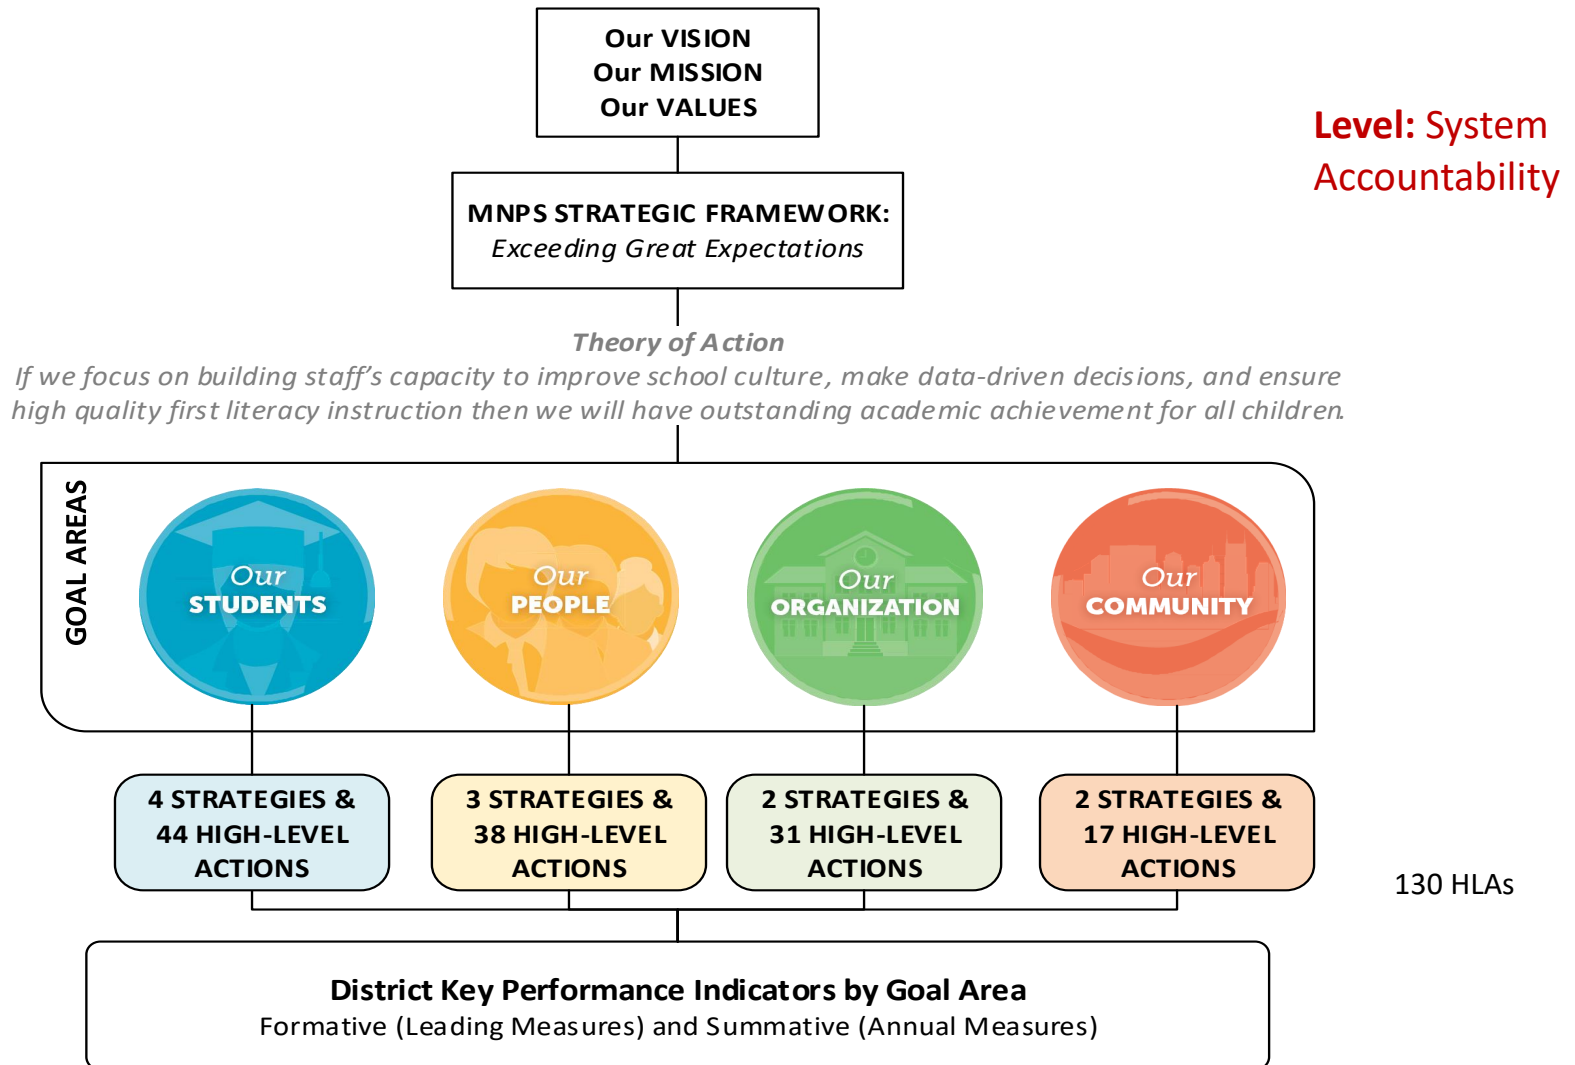 Our VISION
Our MISSION
Our VALUES
Level: System
Accountability
MNPS STRATEGIC FRAMEWORK:
Exceeding Great Expectations
Theory of Action
If we focus on building staff’s capacity to improve school culture, make data-driven decisions, and ensure
high quality first literacy instruction then we will have outstanding academic achievement for all children.
GOAL AREAS
Our
STUDENTS
Our
PEOPLE
Our
ORGANIZATION
Our
COMMUNITY
4 STRATEGIES &
44 HIGH-LEVEL
ACTIONS
3 STRATEGIES &
38 HIGH-LEVEL
ACTIONS
2 STRATEGIES &
31 HIGH-LEVEL
ACTIONS
2 STRATEGIES &
17 HIGH-LEVEL
ACTIONS
130 HLAs
District Key Performance Indicators by Goal Area
Formative (Leading Measures) and Summative (Annual Measures)